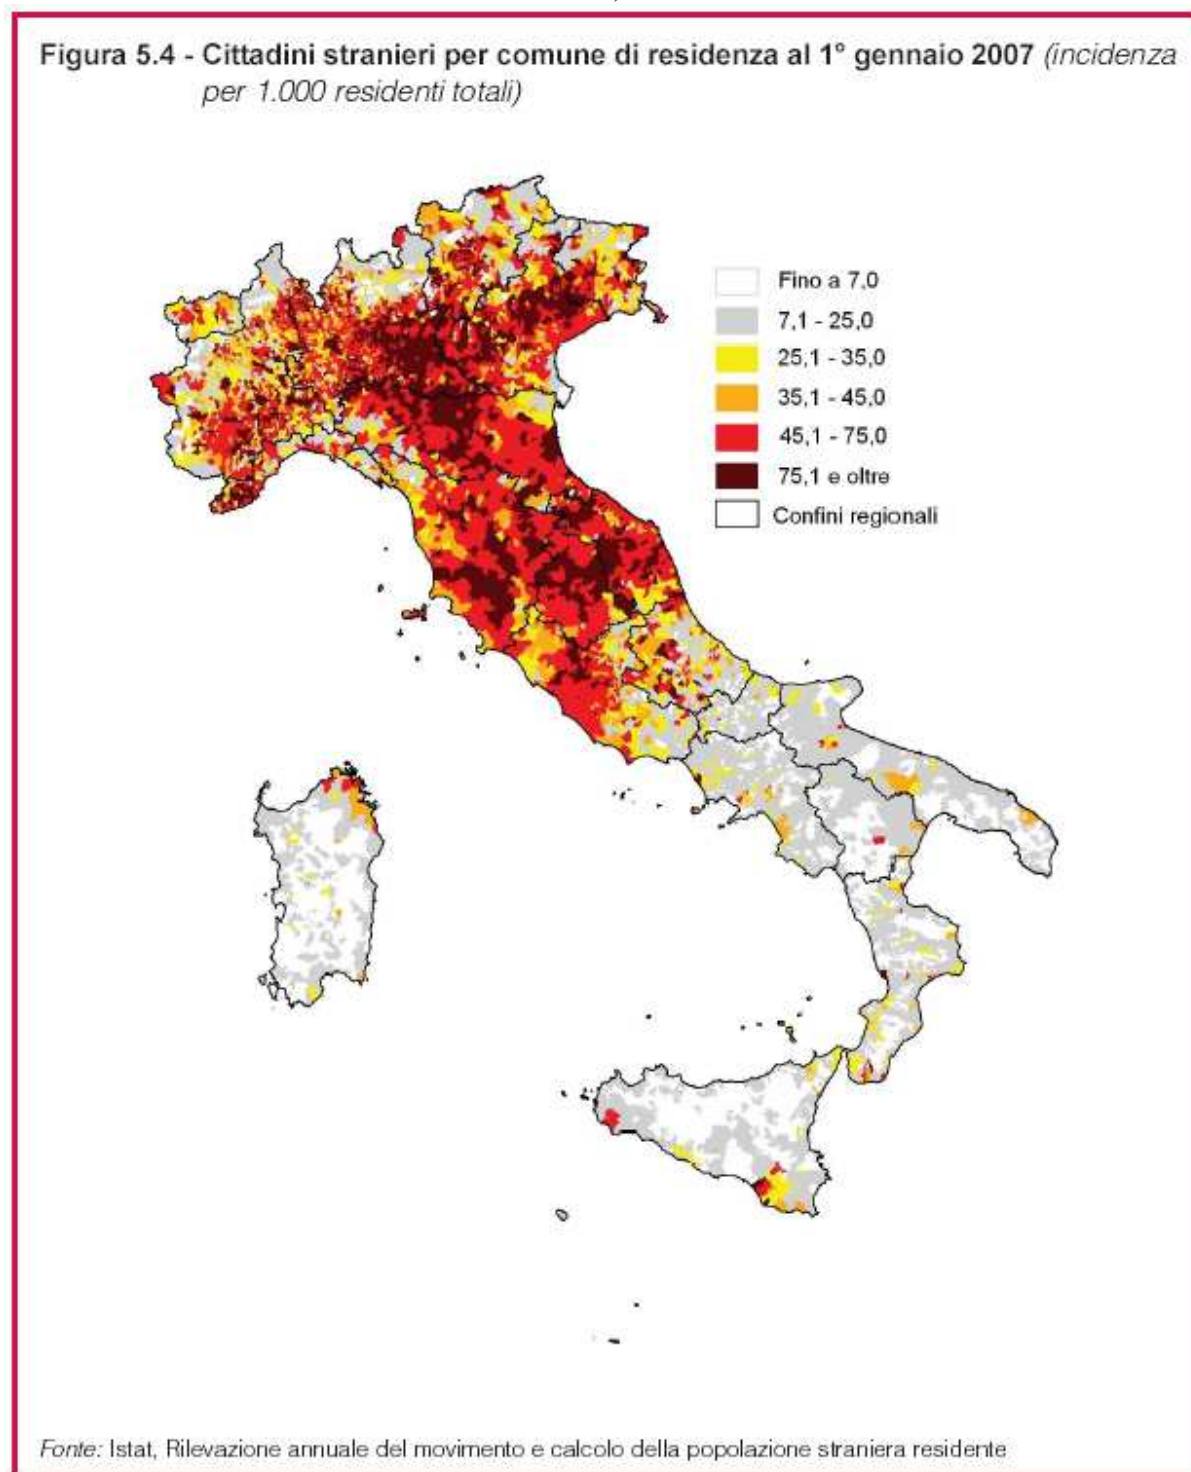 Figura 5.4 - Cittadini stranieri per comune di residenza al 1° gennaio 2007 (incidenza
per 1.000 residenti totali)
Fino a 7,0
7,1 - 25,0
25,1 - 35,0
35,1 - 45,0
45,1 - 75,0
75,1 e oltre
Confini regionali
Fonte: Istat, Rilevazione annuale del movimento e calcolo della popolazione straniera residente